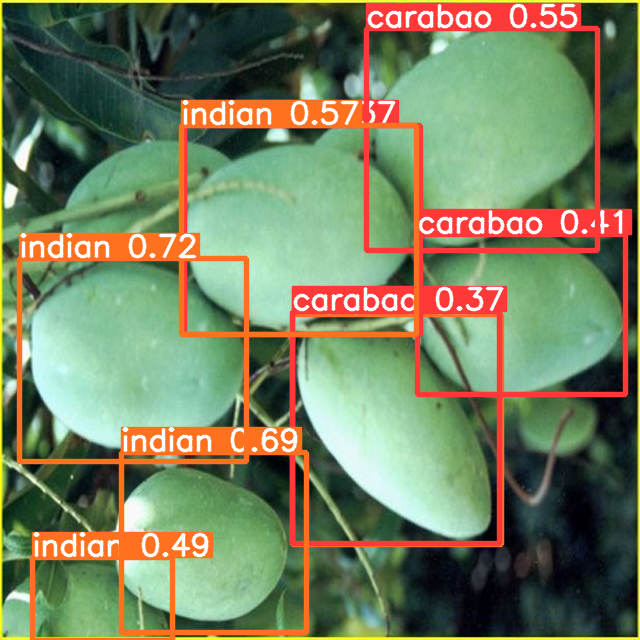 carabao 0.55
indian 0.57
37
carabao 0.41
indian 0.72
carabao 0.37
indian 0.69
indian 0.49